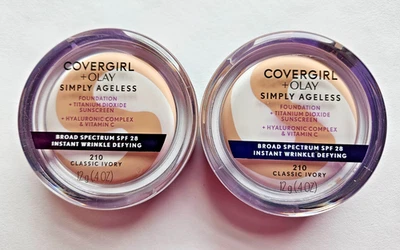 COVERGIRL
+OLAY
SIMPLY AGELESS
FOUNDATION
+ TITANIUM DIOXIDE
SUNSCREEN
+ HYALURONIC COMPLEX
& VITAMIN C
BROAD SPECTRUM SPF 28
INSTANT WRINKLE DEFYING
210
CLASSIC IVORY
12g (.4 OZ)
COVERGIRL
+OLAY
SIMPLY AGELESS
FOUNDATION
+ TITANIUM DIOXIDE
SUNSCREEN
+ HYALURONIC COMPLEX
& VITAMIN C
BROAD SPECTRUM SPF 28
INSTANT WRINKLE DEFYING
210
CLASSIC IVORY
12g (.4 OZ)